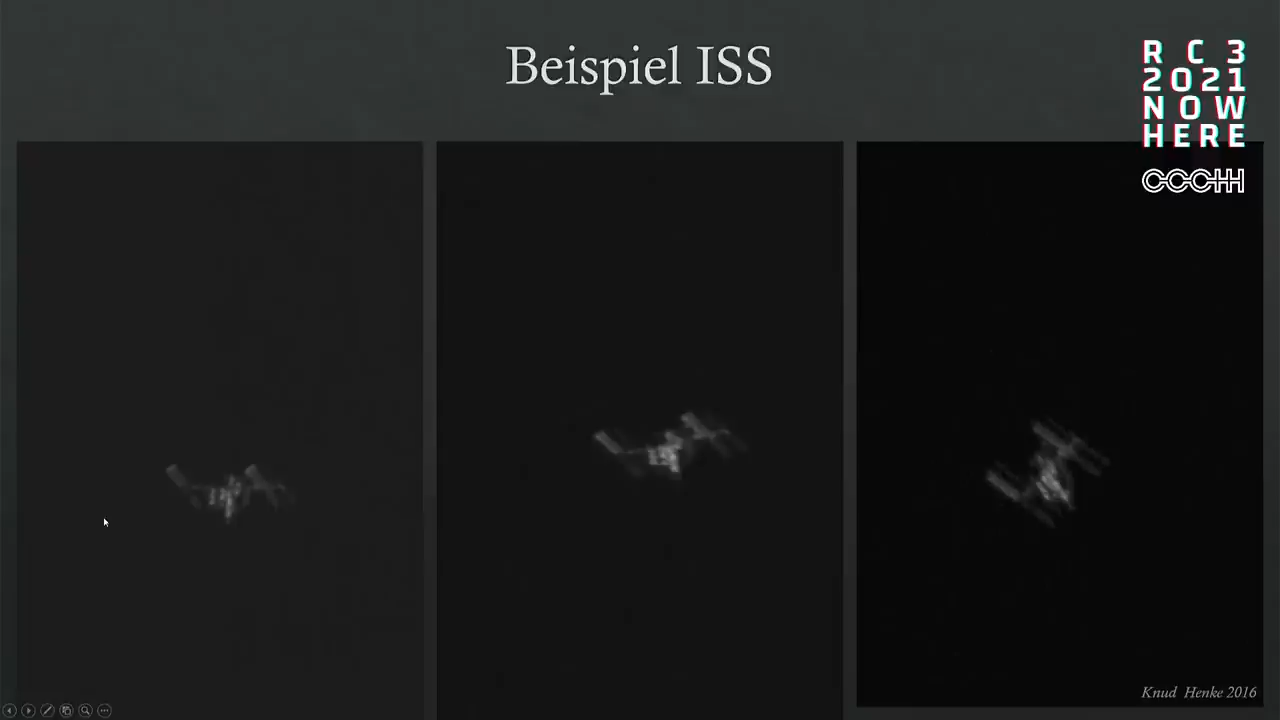 Beispiel ISS
R C 3
2021
NOW
HERE
CCCHH
Knud Henke 2016